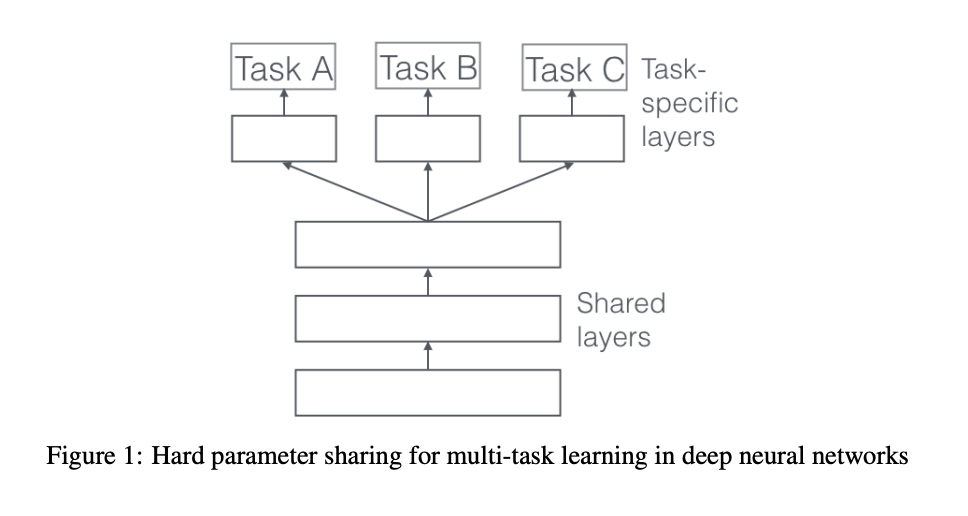 Task A
Task B
Task C
Task-
specific
layers
Shared
layers
Figure 1: Hard parameter sharing for multi-task learning in deep neural networks